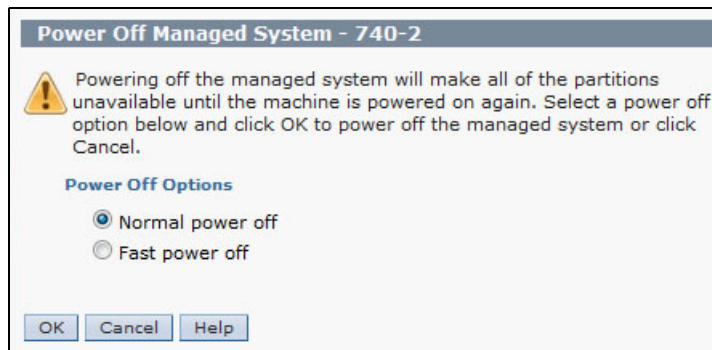 Power Off Managed System - 740-2
Powering off the managed system will make all of the partitions
unavailable until the machine is powered on again. Select a power off
option below and click OK to power off the managed system or click
Cancel.
Power Off Options
Normal power off
Fast power off
OK Cancel Help